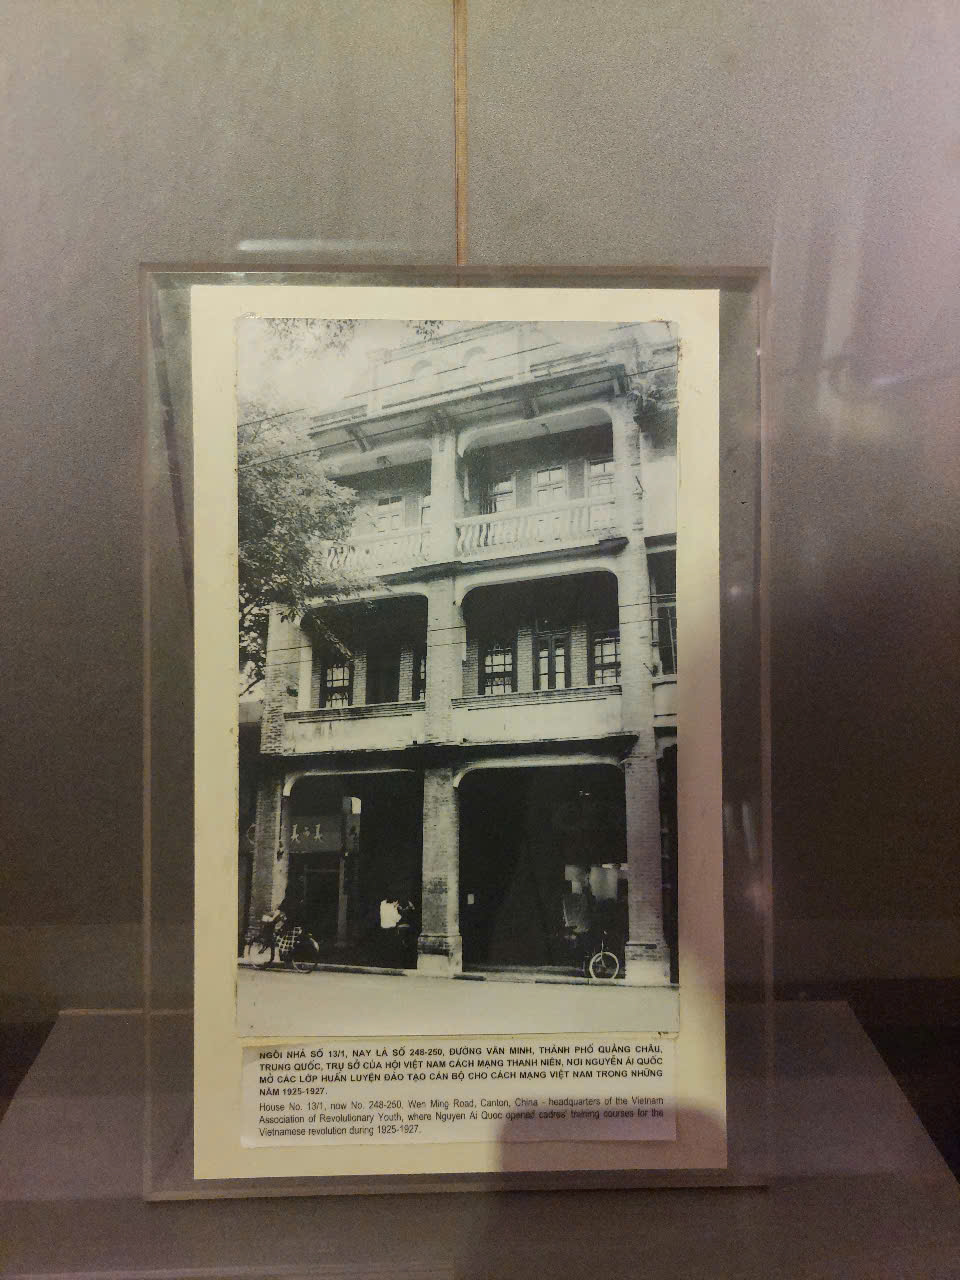 NGÔI NHÀ SỐ 13/1, NAY LÀ SỐ 248-250, ĐƯỜNG VĂN MINH, THÀNH PHỐ QUẢNG CHÂU,
TRUNG QUỐC, TRỤ SỞ CỦA HỘI VIỆT NAM CÁCH MẠNG THANH NIÊN, NƠI NGUYỄN ÁI QUỐC
MỞ CÁC LỚP HUẤN LUYỆN ĐÀO TẠO CÁN BỘ CHO CÁCH MẠNG VIỆT NAM TRONG NHỮNG
NĂM 1925-1927.
House No. 13/1, now No. 248-250, Wen Ming Road, Canton, China - headquarters of the Vietnam
Association of Revolutionary Youth, where Nguyen Ai Quoc opened cadres' training courses for the
Vietnamese revolution during 1925-1927.